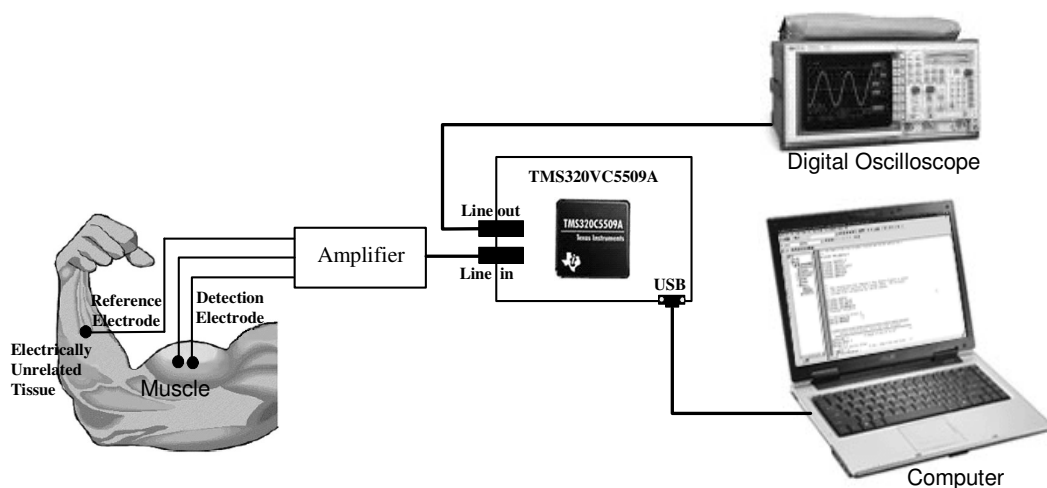 Digital Oscilloscope
TMS320VC5509A
Line out
TMS320C5509A
Texas Instruments
Amplifier
Line in
USB
Reference
Electrode
Detection
Electrode
Electrically
Unrelated
Tissue
Muscle
Computer